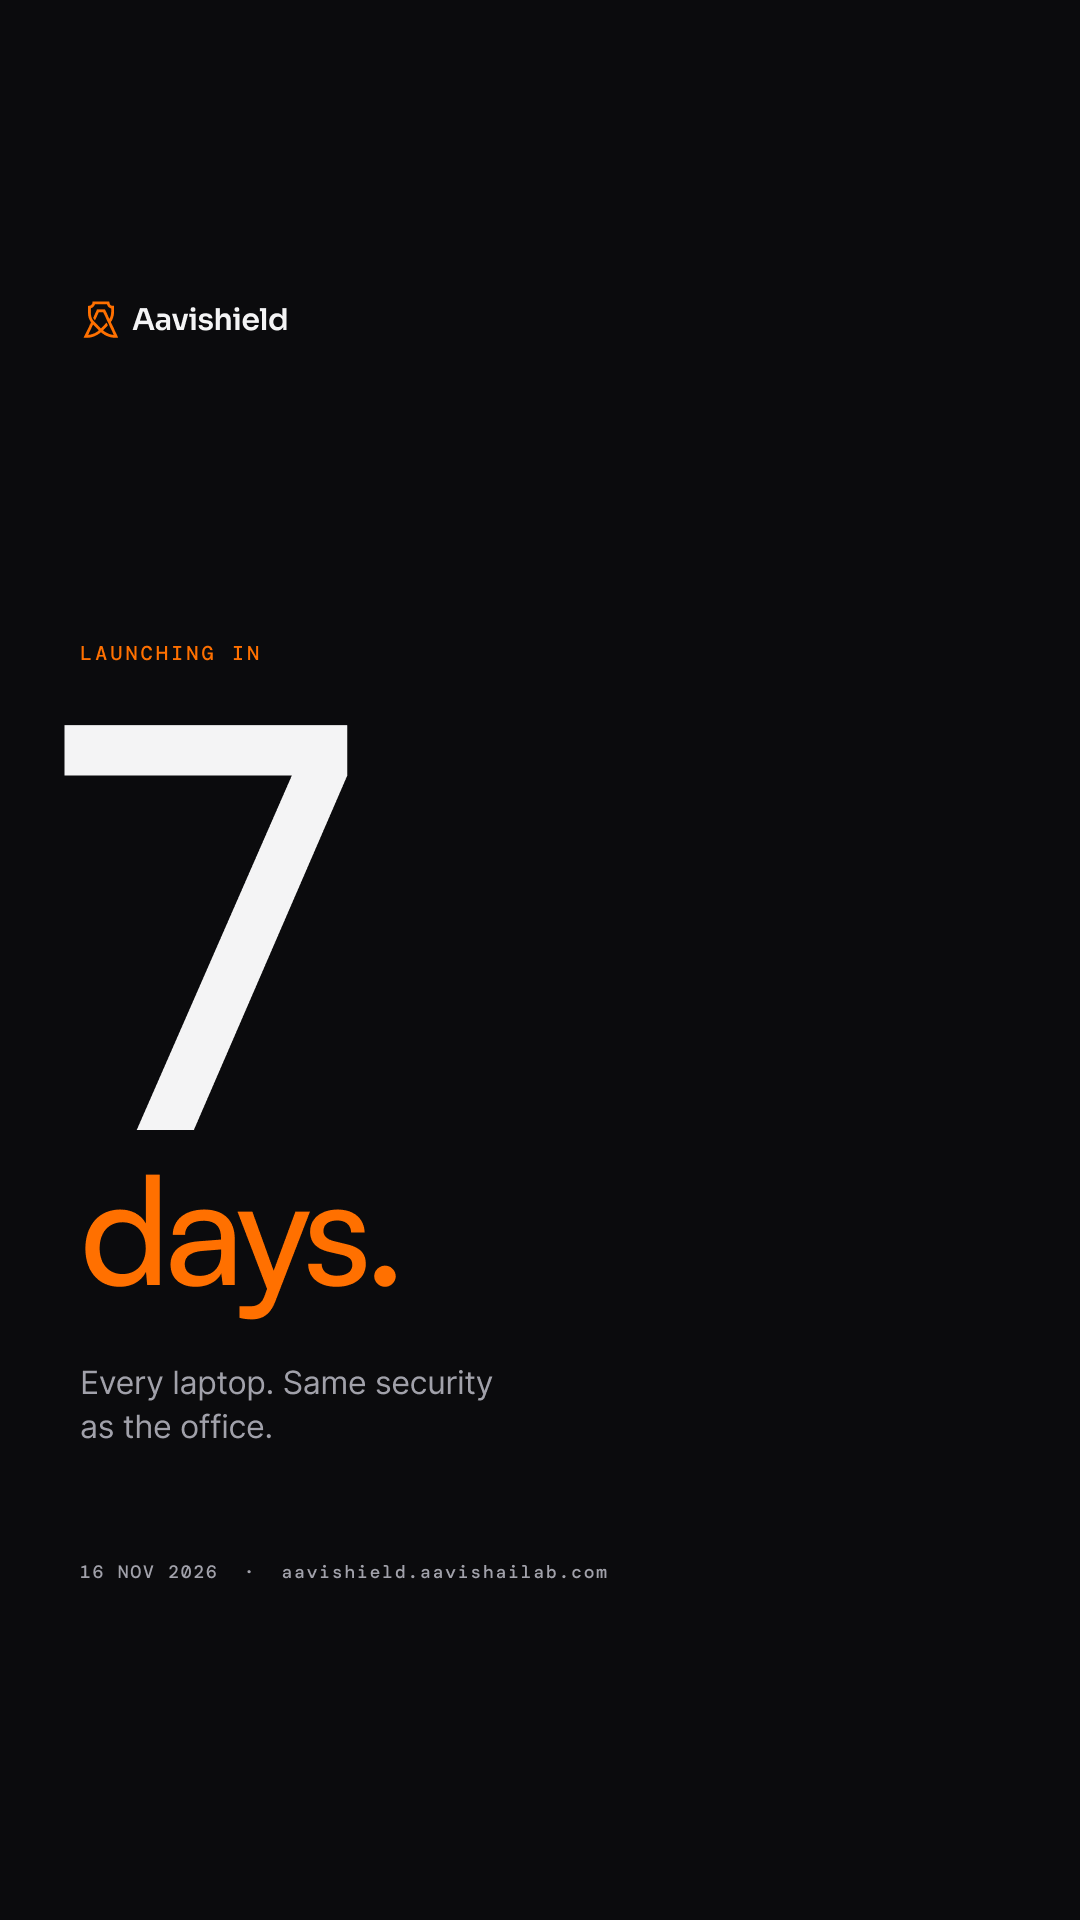 Aavishield
LAUNCHING IN
7
days.
Every laptop. Same security
as the office.
16 NOV 2026 · aavishield.aavishailab.com